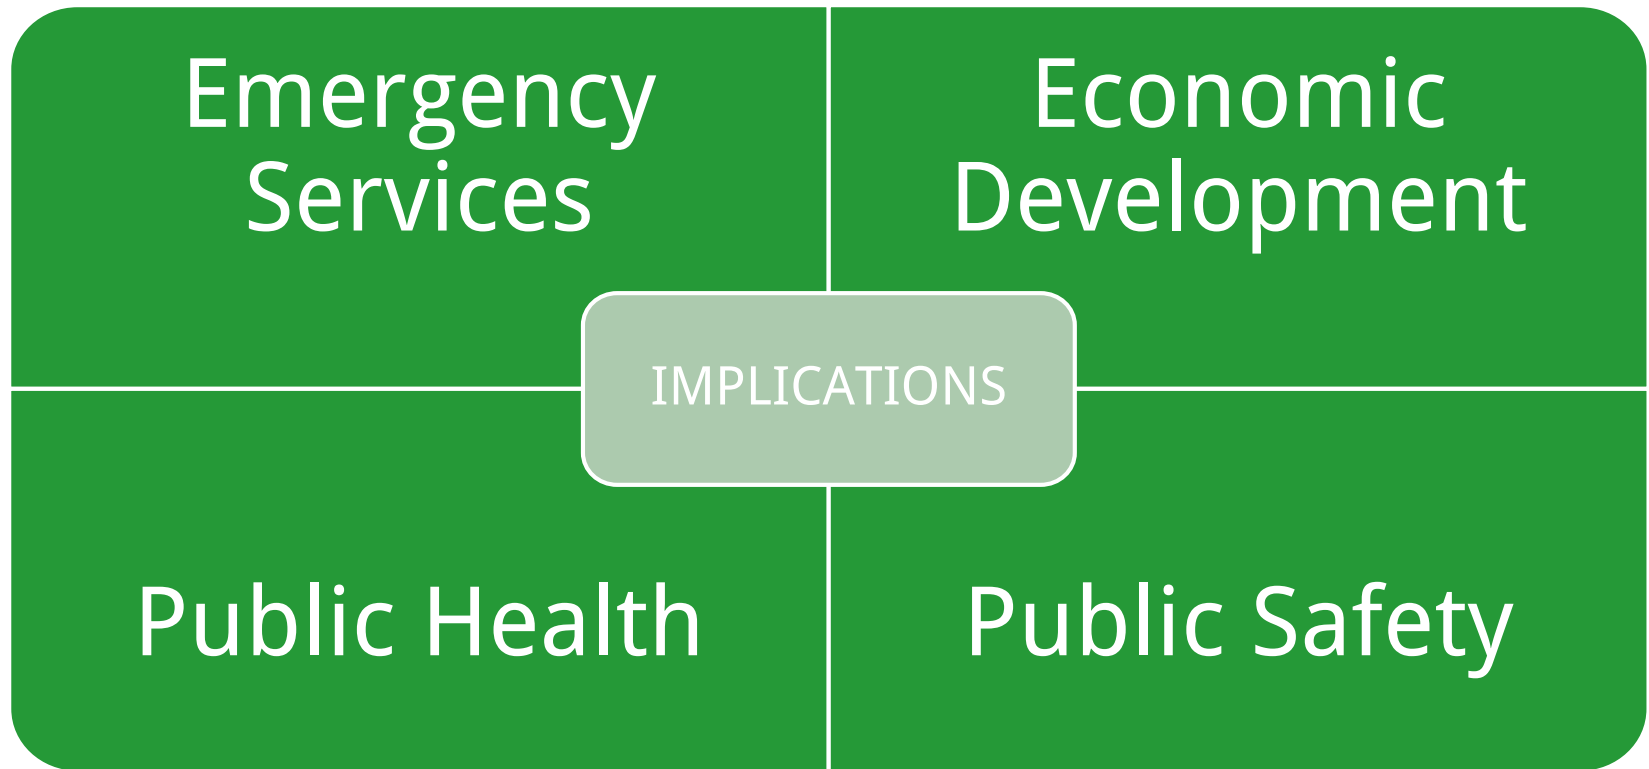 Emergency
Services
Economic
Development
IMPLICATIONS
Public Health
Public Safety